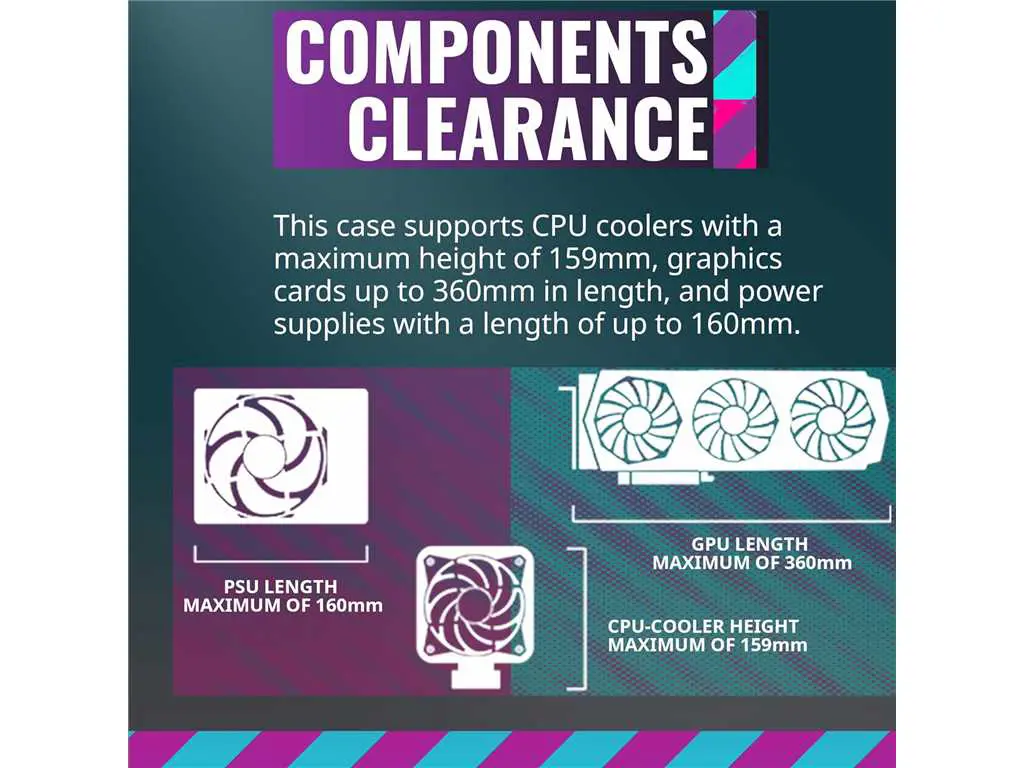 COMPONENTS
CLEARANCE
This case supports CPU coolers with a
maximum height of 159mm, graphics
cards up to 360mm in length, and power
supplies with a length of up to 160mm.
GPU LENGTH
MAXIMUM OF 360mm
PSU LENGTH
MAXIMUM OF 160mm
CPU-COOLER HEIGHT
MAXIMUM OF 159mm